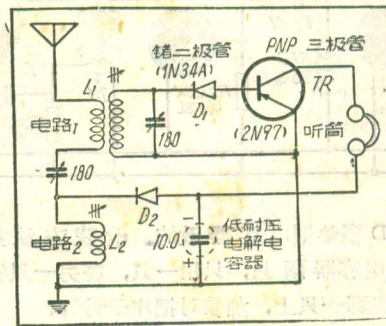 锗二极管
(1N34A)
PNP 三极管
L₁
D₁
TR
电路1
180
(2N97)
听筒
180
D₂
电路2
L₂
10.0
低耐压
电解电
容器